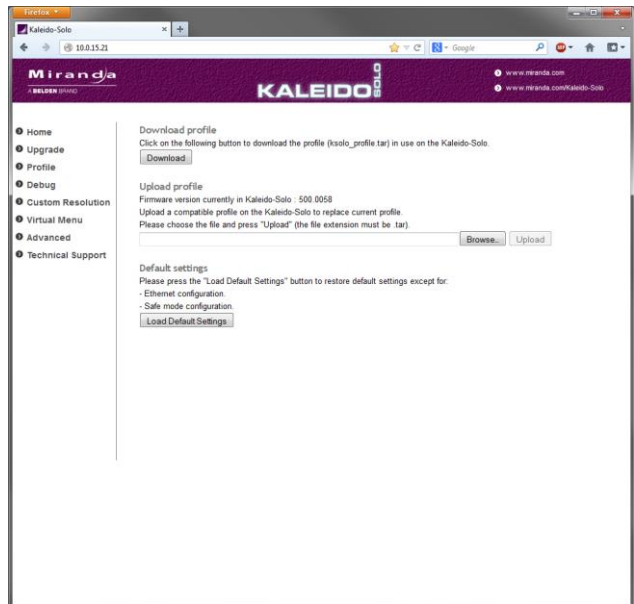 Firefox
Kaleido-Solo
10.0.15.21
Google
Miranda
A BELDEN BRAND
KALEIDO SOLO
www.miranda.com
www.miranda.com/Kaleido-Solo
Home
Upgrade
Profile
Debug
Custom Resolution
Virtual Menu
Advanced
Technical Support
Download profile
Click on the following button to download the profile (ksolo_profile.tar) in use on the Kaleido-Solo.
Download
Upload profile
Firmware version currently in Kaleido-Solo : 500.0058
Upload a compatible profile on the Kaleido-Solo to replace current profile.
Please choose the file and press "Upload" (the file extension must be .tar).
Browse..
Upload
Default settings
Please press the "Load Default Settings" button to restore default settings except for:
- Ethernet configuration.
- Safe mode configuration.
Load Default Settings